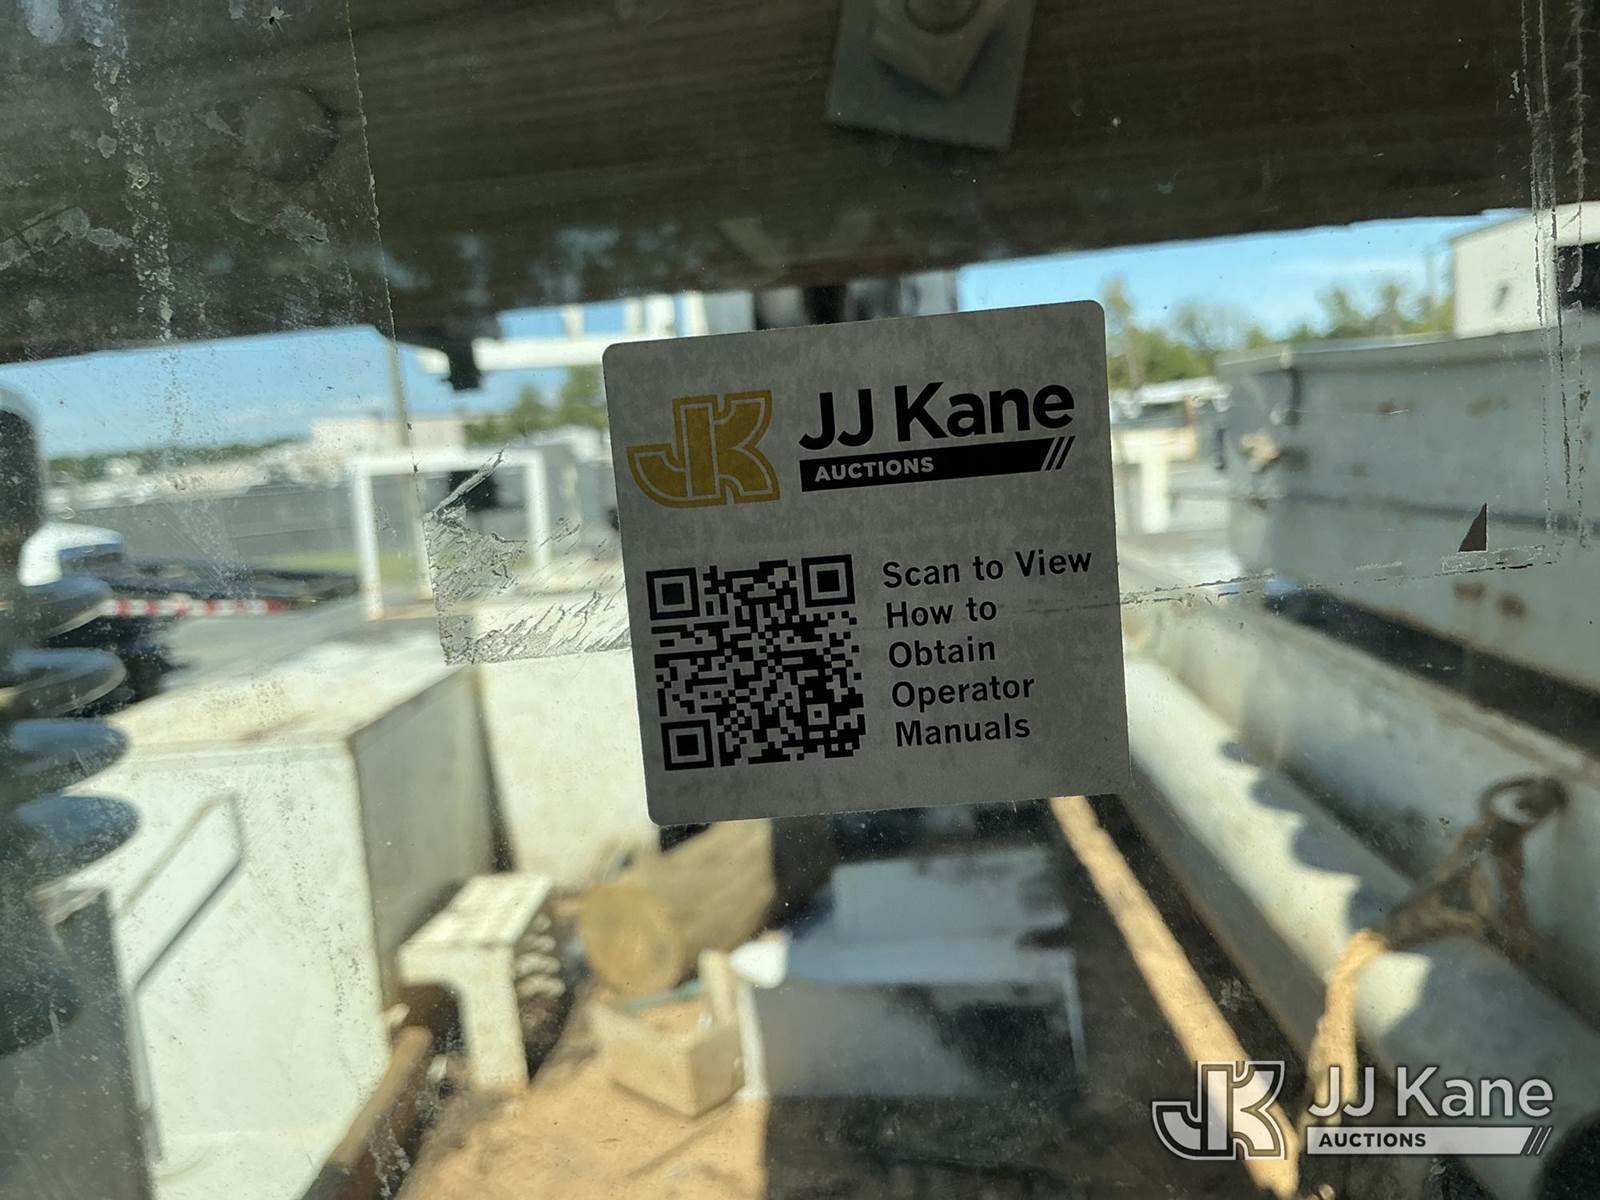 JK JJ Kane
AUCTIONS
Scan to View
How to
Obtain
Operator
Manuals
JK JJ Kane
AUCTIONS